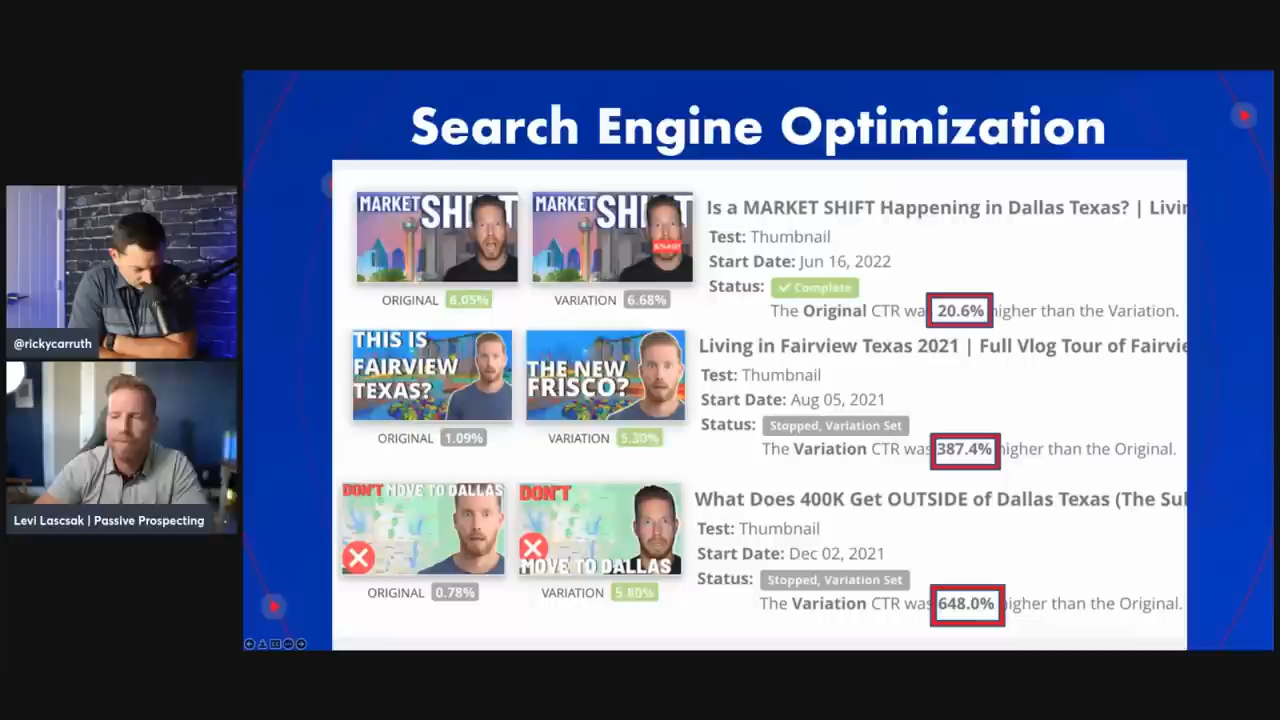 Search Engine Optimization
MARKET SHIFT
MARKET SHIFT
Is a MARKET SHIFT Happening in Dallas Texas? | Livin
Test: Thumbnail
Start Date: Jun 16, 2022
Status: Complete
ORIGINAL 8.05%
VARIATION 6.68%
The Original CTR was 20.6% higher than the Variation.
THIS IS
FAIRVIEW
TEXAS?
THE NEW
FRISCO?
Living in Fairview Texas 2021 | Full Vlog Tour of Fairvie
Test: Thumbnail
Start Date: Aug 05, 2021
Status: Stopped, Variation Set
ORIGINAL 1.09%
VARIATION 5.30%
The Variation CTR was 387.4% higher than the Original.
DON'T MOVE TO DALLAS
DON'T
MOVE TO DALLAS
What Does 400K Get OUTSIDE of Dallas Texas (The Sul
Test: Thumbnail
Start Date: Dec 02, 2021
Status: Stopped, Variation Set
ORIGINAL 0.78%
VARIATION 5.80%
The Variation CTR was 648.0% higher than the Original.
@rickycarruth
Levi Lascsak | Passive Prospecting